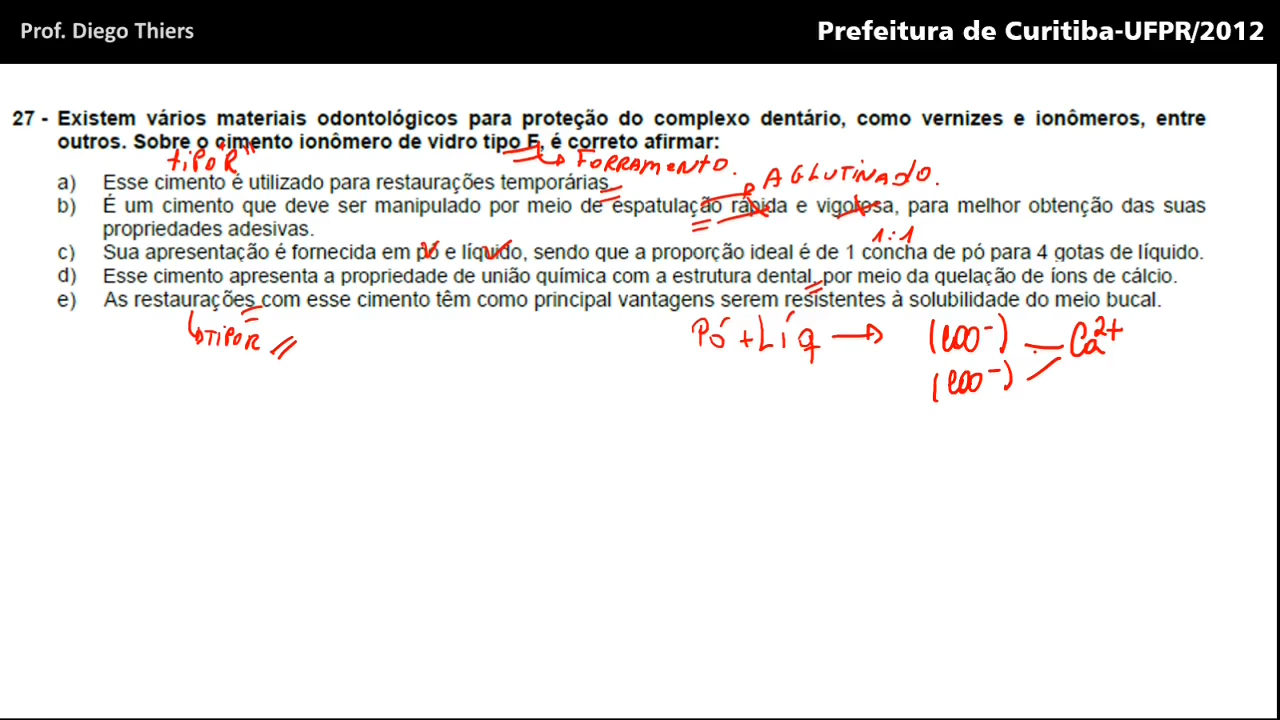 Prof. Diego Thiers
Prefeitura de Curitiba-UFPR/2012
27 - Existem vários materiais odontológicos para proteção do complexo dentário, como vernizes e ionômeros, entre
outros. Sobre o cimento ionômero de vidro tipo F, é correto afirmar:
TIPO "R"
FORRAMENTO.
a) Esse cimento é utilizado para restaurações temporárias.
AGLUTINADO.
b) É um cimento que deve ser manipulado por meio de espatulação rápida e vigorosa, para melhor obtenção das suas
propriedades adesivas.
1:1
c) Sua apresentação é fornecida em pó e líquido, sendo que a proporção ideal é de 1 concha de pó para 4 gotas de líquido.
d) Esse cimento apresenta a propriedade de união química com a estrutura dental, por meio da quelação de íons de cálcio.
e) As restaurações com esse cimento têm como principal vantagens serem resistentes à solubilidade do meio bucal.
TIPO R
PÓ + LÍq → (COO-) Ca2+
(COO-)